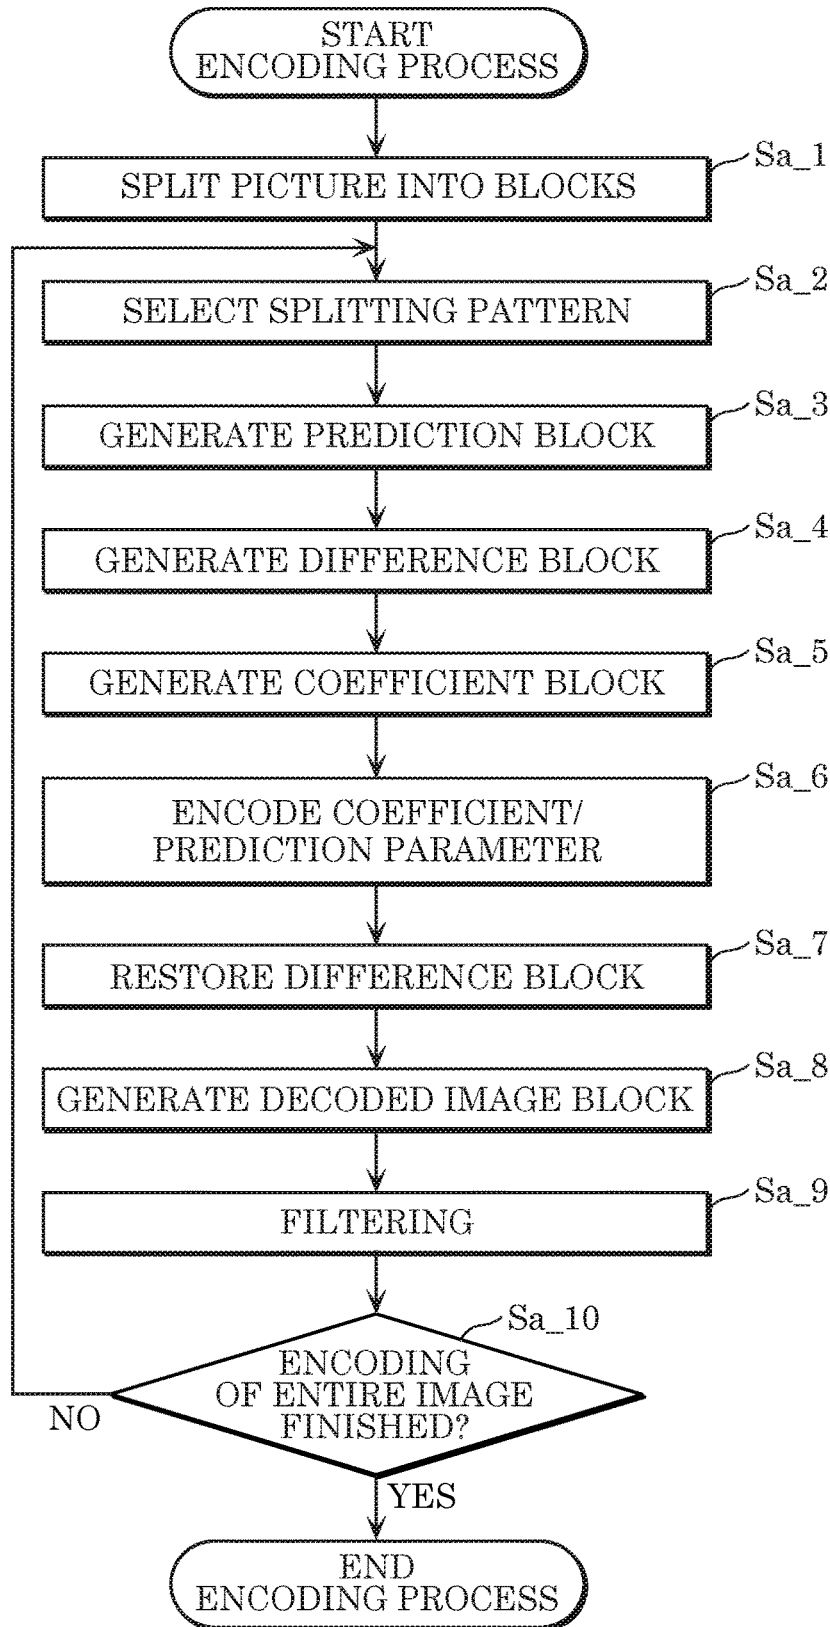 START
ENCODING PROCESS
Sa_1
SPLIT PICTURE INTO BLOCKS
Sa_2
SELECT SPLITTING PATTERN
Sa_3
GENERATE PREDICTION BLOCK
Sa_4
GENERATE DIFFERENCE BLOCK
Sa_5
GENERATE COEFFICIENT BLOCK
Sa_6
ENCODE COEFFICIENT/
PREDICTION PARAMETER
Sa_7
RESTORE DIFFERENCE BLOCK
Sa_8
GENERATE DECODED IMAGE BLOCK
Sa_9
FILTERING
Sa_10
ENCODING
OF ENTIRE IMAGE
FINISHED?
NO
YES
END
ENCODING PROCESS